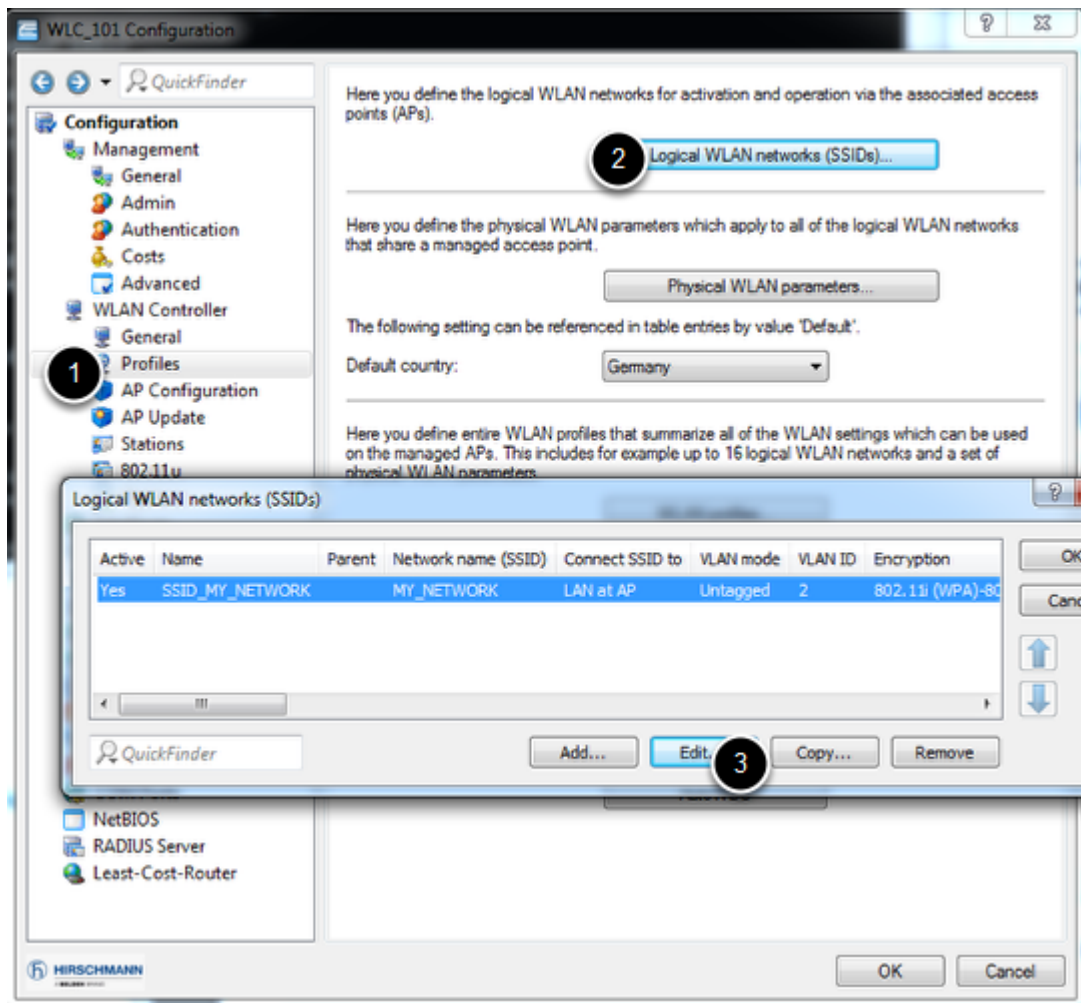 WLC_101 Configuration
QuickFinder
Configuration
Management
General
Admin
Authentication
Costs
Advanced
WLAN Controller
General
Profiles
AP Configuration
AP Update
Stations
802.11u
NetBIOS
RADIUS Server
Least-Cost-Router
1
Here you define the logical WLAN networks for activation and operation via the associated access
points (APs).
2
Logical WLAN networks (SSIDs)...
Here you define the physical WLAN parameters which apply to all of the logical WLAN networks
that share a managed access point.
Physical WLAN parameters...
The following setting can be referenced in table entries by value 'Default'.
Default country: Germany
Here you define entire WLAN profiles that summarize all of the WLAN settings which can be used
on the managed APs. This includes for example up to 16 logical WLAN networks and a set of
physical WLAN parameters.
Logical WLAN networks (SSIDs)
Active Name Parent Network name (SSID) Connect SSID to VLAN mode VLAN ID Encryption
Yes SSID_MY_NETWORK MY_NETWORK LAN at AP Untagged 2 802.11i (WPA)-80
OK
Canc
QuickFinder
Add... Edit. 3 Copy... Remove
HIRSCHMANN
A BELDEN BRAND
OK Cancel